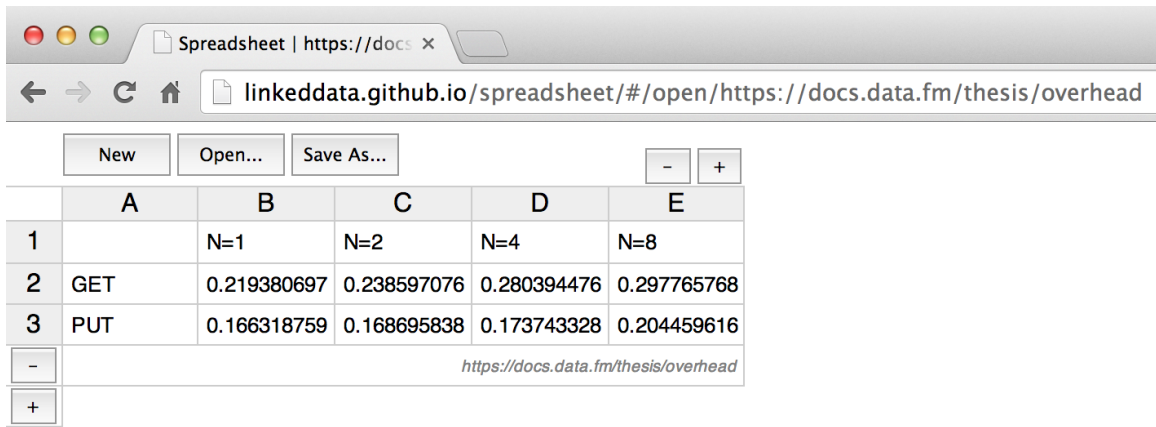 Spreadsheet | https://docs
linkeddata.github.io/spreadsheet/#/open/https://docs.data.fm/thesis/overhead
New Open... Save As... - +
A B C D E
1 N=1 N=2 N=4 N=8
2 GET 0.219380697 0.238597076 0.280394476 0.297765768
3 PUT 0.166318759 0.168695838 0.173743328 0.204459616
- https://docs.data.fm/thesis/overhead
+